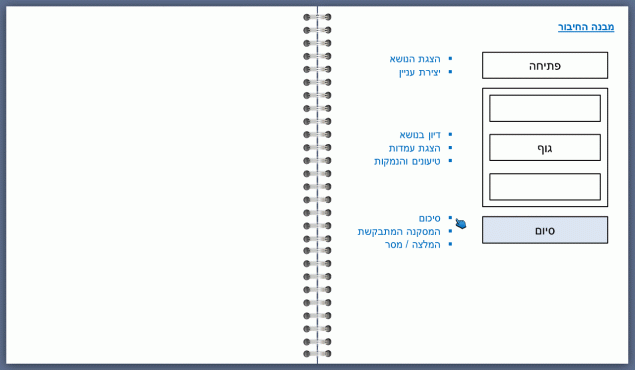 מבנה החיבור
פתיחה
הצגת הנושא
יצירת עניין
גוף
דיון בנושא
הצגת עמדות
טיעונים והנמקות
סיום
סיכום
המסקנה המתבקשת
המלצה / מסר